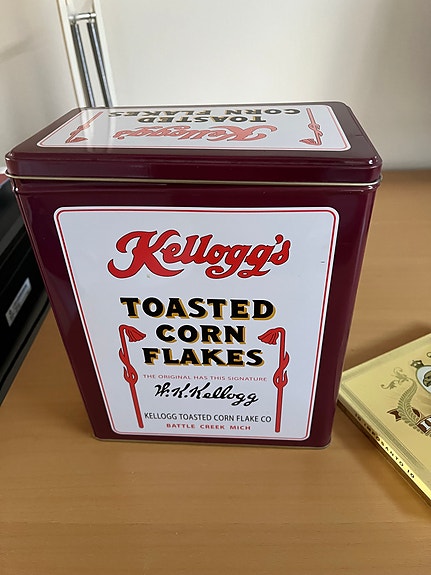 Kellogg's
TOASTED
CORN FLAKES
Kellogg's
TOASTED
CORN
FLAKES
THE ORIGINAL HAS THIS SIGNATURE
W.K.Kellogg
KELLOGG TOASTED CORN FLAKE CO
BATTLE CREEK MICH